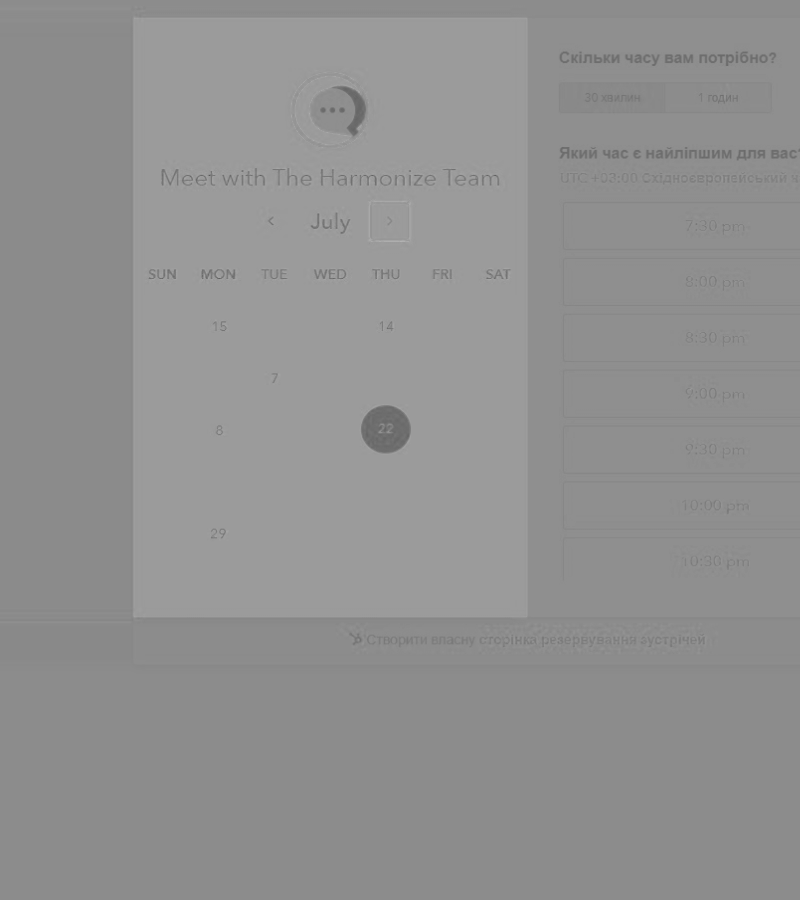 Meet with The Harmonize Team
July
SUN MON TUE WED THU FRI SAT
15 14
7
8 22
29
Скільки часу вам потрібно?
30 хвилин 1 годин
Який час є найліпшим для вас?
UTC +03:00 Східноєвропейський
7:30 pm
8:00 pm
8:30 pm
9:00 pm
9:30 pm
10:00 pm
10:30 pm
Створити власну сторінка резервування зустрічей